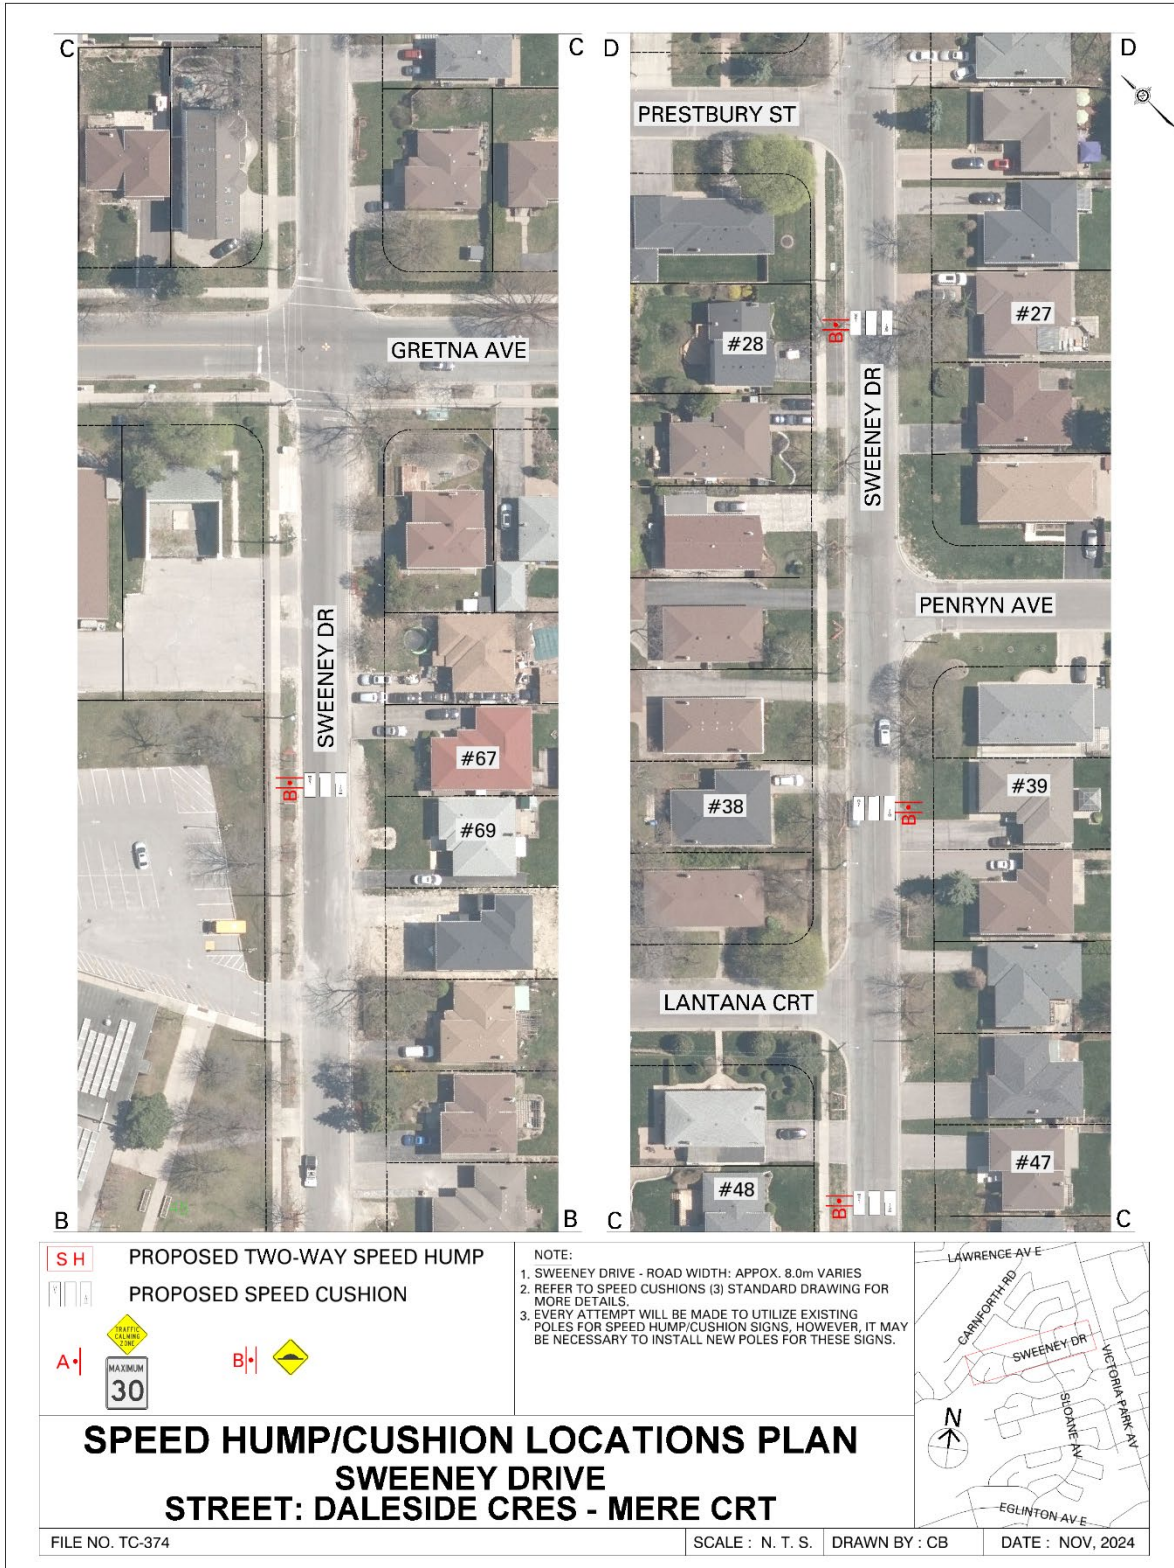 C
C
GRETNA AVE
SWEENEY DR
#67
B
#69
B
B
D
D
PRESTBURY ST
#27
B
#28
SWEENEY DR
PENRYN AVE
#39
#38
B
LANTANA CRT
#47
#48
B
C
C
S H PROPOSED TWO-WAY SPEED HUMP
PROPOSED SPEED CUSHION
TRAFFIC
CALMING
ZONE
A
MAXIMUM
30
B
NOTE:
1. SWEENEY DRIVE - ROAD WIDTH: APPOX. 8.0m VARIES
2. REFER TO SPEED CUSHIONS (3) STANDARD DRAWING FOR
MORE DETAILS.
3. EVERY ATTEMPT WILL BE MADE TO UTILIZE EXISTING
POLES FOR SPEED HUMP/CUSHION SIGNS, HOWEVER, IT MAY
BE NECESSARY TO INSTALL NEW POLES FOR THESE SIGNS.
LAWRENCE AV E
CARNFORTH RD
SWEENEY DR
VICTORIA PARK AV
SLOANE AV
N
EGLINTON AV E
SPEED HUMP/CUSHION LOCATIONS PLAN
SWEENEY DRIVE
STREET: DALESIDE CRES - MERE CRT
FILE NO. TC-374
SCALE : N. T. S.
DRAWN BY : CB
DATE : NOV, 2024